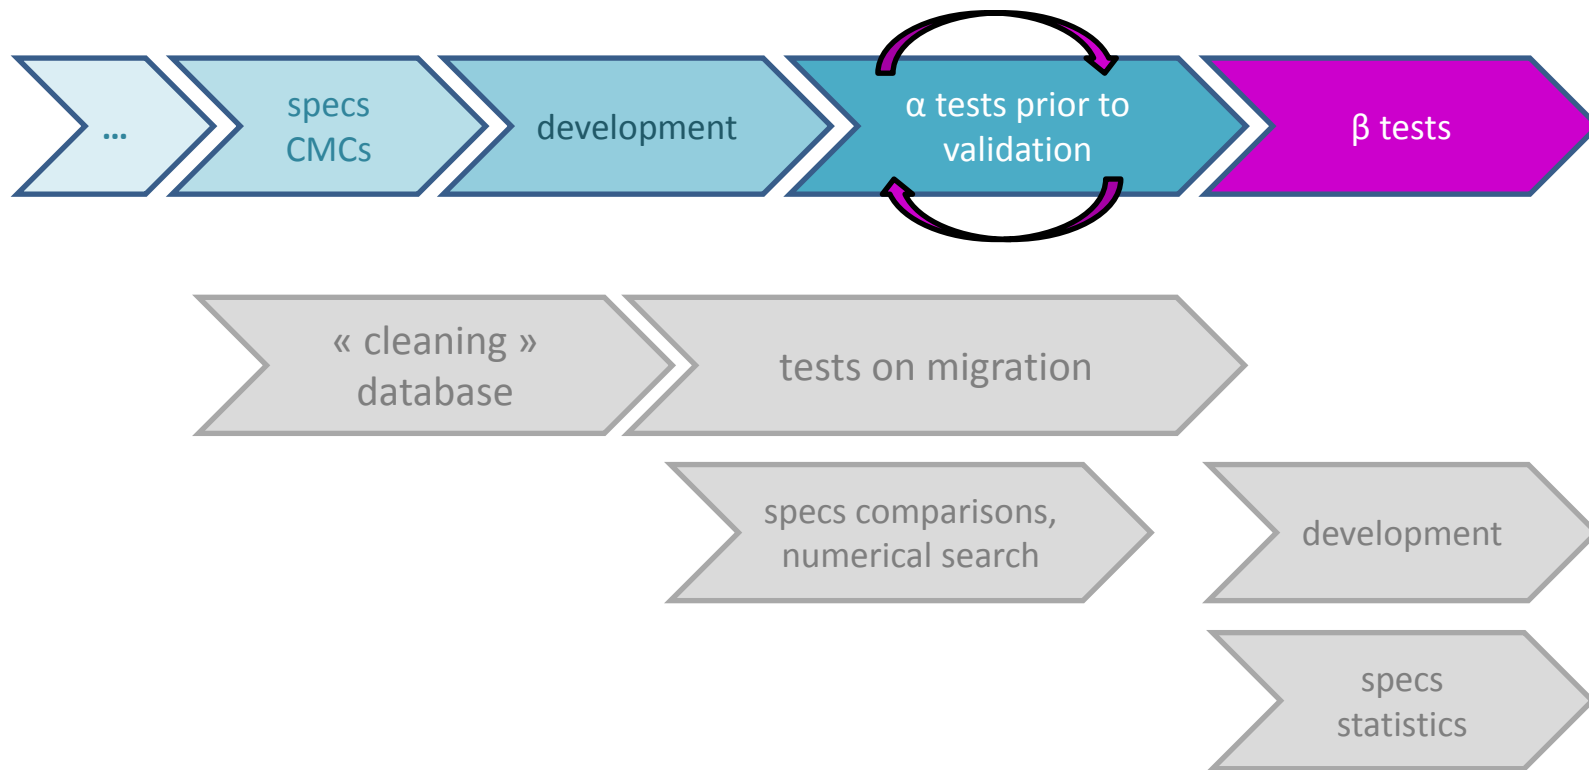 ...
specs
CMCs
development
α tests prior to
validation
β tests
« cleaning »
database
tests on migration
specs comparisons,
numerical search
development
specs
statistics